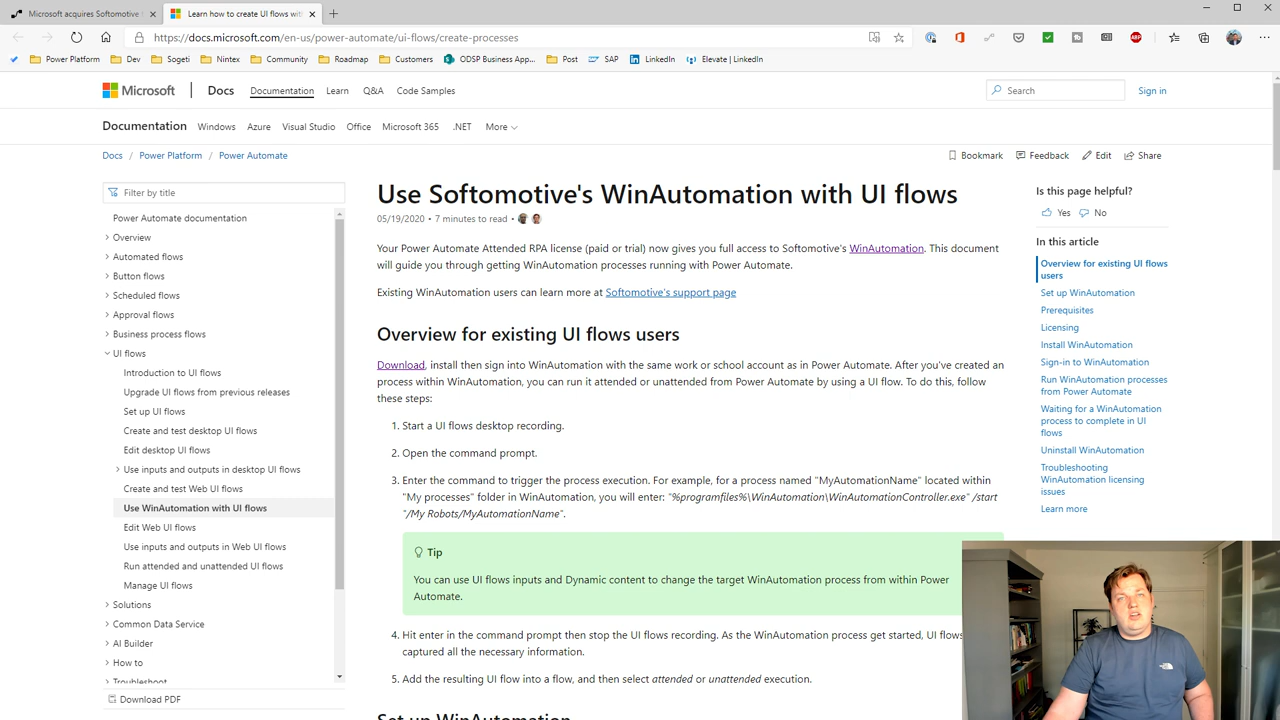 Microsoft acquires Softomotive t
Learn how to create UI flows wit
https://docs.microsoft.com/en-us/power-automate/ui-flows/create-processes
Power Platform
Dev
Sogeti
Nintex
Community
Roadmap
Customers
ODSP Business App...
Post
SAP
LinkedIn
Elevate | LinkedIn
Microsoft
Docs
Documentation
Learn
Q&A
Code Samples
Search
Sign in
Documentation
Windows
Azure
Visual Studio
Office
Microsoft 365
.NET
More
Docs / Power Platform / Power Automate
Bookmark
Feedback
Edit
Share
Filter by title
Power Automate documentation
Overview
Automated flows
Button flows
Scheduled flows
Approval flows
Business process flows
UI flows
Introduction to UI flows
Upgrade UI flows from previous releases
Set up UI flows
Create and test desktop UI flows
Edit desktop UI flows
Use inputs and outputs in desktop UI flows
Create and test Web UI flows
Use WinAutomation with UI flows
Edit Web UI flows
Use inputs and outputs in Web UI flows
Run attended and unattended UI flows
Manage UI flows
Solutions
Common Data Service
AI Builder
How to
Troubleshoot
Download PDF
Use Softomotive's WinAutomation with UI flows
05/19/2020 • 7 minutes to read •
Your Power Automate Attended RPA license (paid or trial) now gives you full access to Softomotive's WinAutomation. This document
will guide you through getting WinAutomation processes running with Power Automate.
Existing WinAutomation users can learn more at Softomotive's support page
Overview for existing UI flows users
Download, install then sign into WinAutomation with the same work or school account as in Power Automate. After you've created an
process within WinAutomation, you can run it attended or unattended from Power Automate by using a UI flow. To do this, follow
these steps:
1. Start a UI flows desktop recording.
2. Open the command prompt.
3. Enter the command to trigger the process execution. For example, for a process named "MyAutomationName" located within
"My processes" folder in WinAutomation, you will enter: "%programfiles%\WinAutomation\WinAutomationController.exe" /start
"/My Robots/MyAutomationName".
Tip
You can use UI flows inputs and Dynamic content to change the target WinAutomation process from within Power
Automate.
4. Hit enter in the command prompt then stop the UI flows recording. As the WinAutomation process get started, UI flows
captured all the necessary information.
5. Add the resulting UI flow into a flow, and then select attended or unattended execution.
Set up WinAutomation
Is this page helpful?
Yes
No
In this article
Overview for existing UI flows
users
Set up WinAutomation
Prerequisites
Licensing
Install WinAutomation
Sign-in to WinAutomation
Run WinAutomation processes
from Power Automate
Waiting for a WinAutomation
process to complete in UI
flows
Uninstall WinAutomation
Troubleshooting
WinAutomation licensing
issues
Learn more